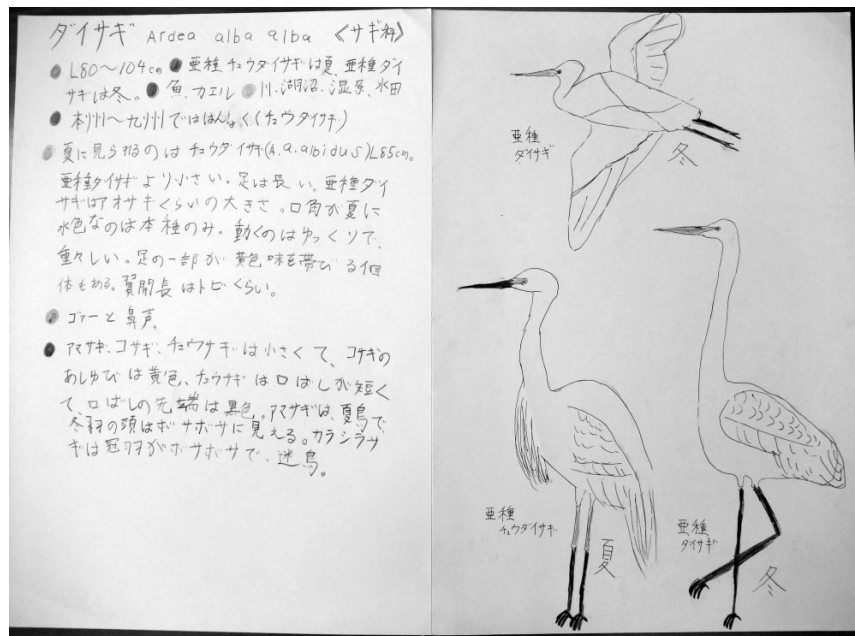 ダイサギ Ardea alba alba 《サギ科》
● L80～104cm ● 亜種チュウダイサギは夏、亜種ダイ
サギは冬。● 魚、カエル ● 川、湖沼、湿原、水田
● 本州～九州でははんしょく(チュウダイサギ)
● 夏に見られるのはチュウダイサギ(A.a.albidus)L85cm。
亜種ダイサギより小さい。足は長い。亜種ダイ
サギはアオサギくらいの大きさ。口角が夏に
水色なのは本種のみ。動くのはゆっくりで、
重々しい。足の一部が黄色味を帯びる個
体もある。翼開長はトビくらい。
● ゴァーと鼻声。
● アマサギ、コサギ、チュウサギは小さくて、コサギの
あしゆびは黄色、チュウサギは口ばしが短く
て、口ばしの先端は黒色。アマサギは、夏鳥で、
冬羽の頭はボサボサに見える。カラシラサ
ギは冠羽がボサボサで、迷鳥。
亜種
ダイサギ
冬
亜種
チュウダイサギ
夏
亜種
ダイサギ
冬